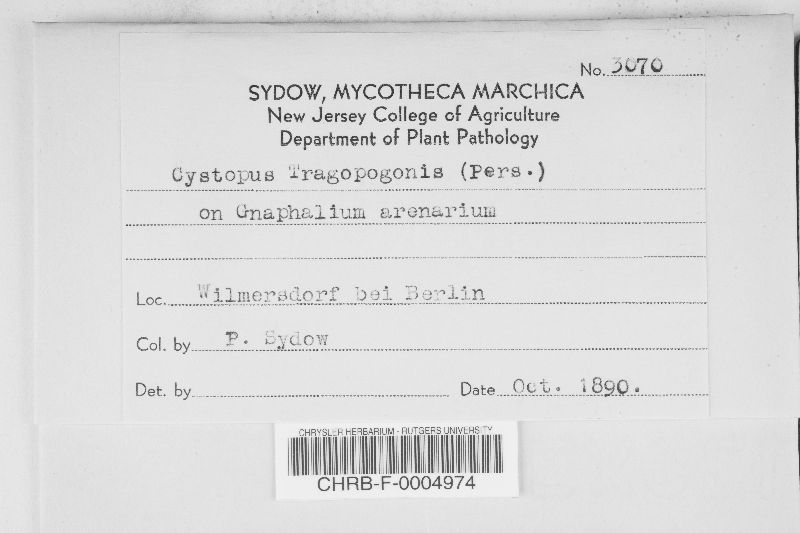 No. 3070
SYDOW, MYCOTHECA MARCHICA
New Jersey College of Agriculture
Department of Plant Pathology
Cystopus Tragopogonis (Pers.)
on Gnaphalium arenarium
Loc. Wilmersdorf bei Berlin
Col. by P. Sydow
Det. by Date Oct. 1890.
CHRYSLER HERBARIUM - RUTGERS UNIVERSITY
CHRB-F-0004974